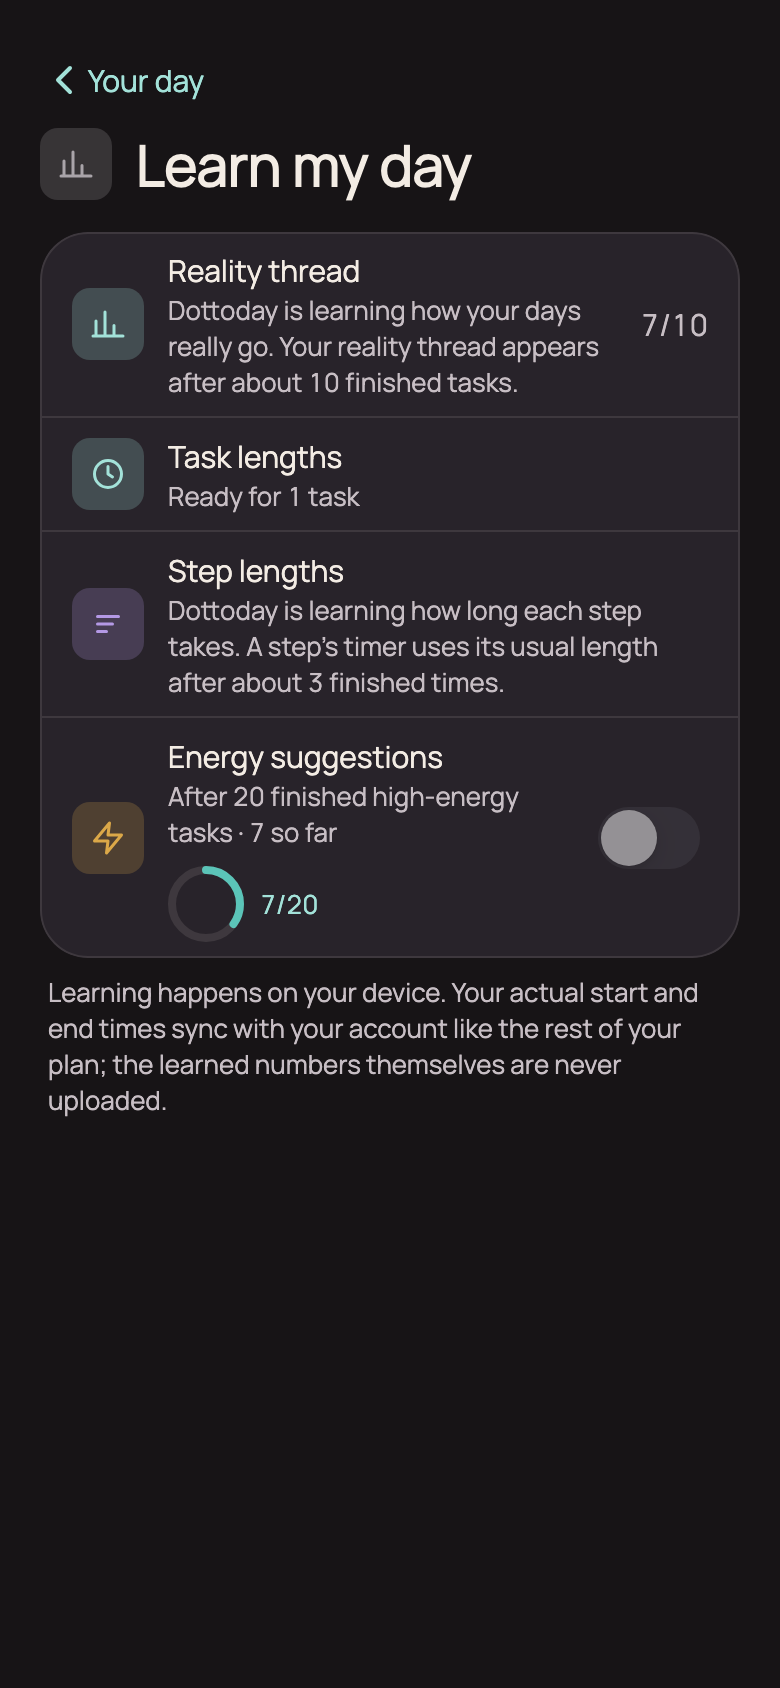 Your day
Learn my day
Reality thread
Dottoday is learning how your days
really go. Your reality thread appears
after about 10 finished tasks.
7/10
Task lengths
Ready for 1 task
Step lengths
Dottoday is learning how long each step
takes. A step’s timer uses its usual length
after about 3 finished times.
Energy suggestions
After 20 finished high-energy
tasks · 7 so far
7/20
Learning happens on your device. Your actual start and
end times sync with your account like the rest of your
plan; the learned numbers themselves are never
uploaded.